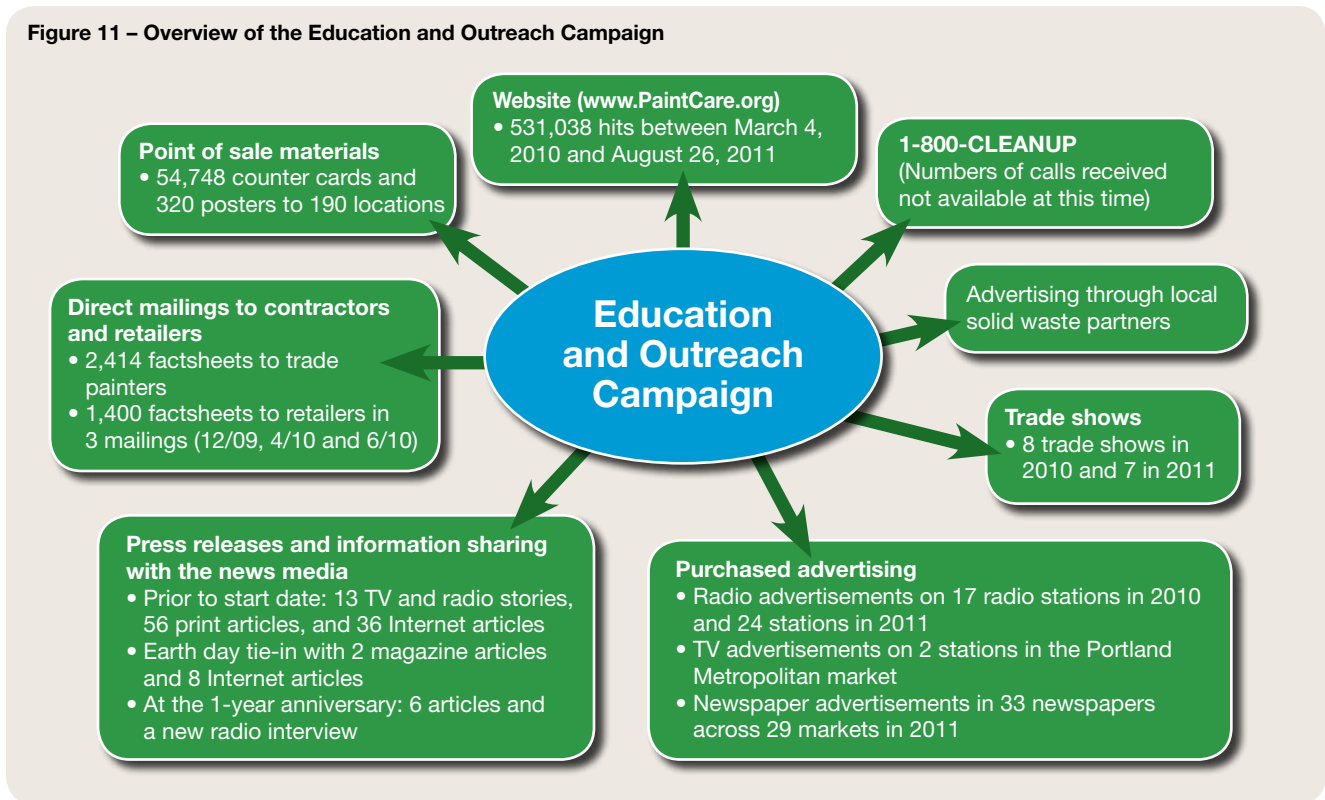 Figure 11 – Overview of the Education and Outreach Campaign
Website (www.PaintCare.org)
• 531,038 hits between March 4,
2010 and August 26, 2011
Point of sale materials
• 54,748 counter cards and
320 posters to 190 locations
1-800-CLEANUP
(Numbers of calls received
not available at this time)
Direct mailings to contractors
and retailers
• 2,414 factsheets to trade
painters
• 1,400 factsheets to retailers in
3 mailings (12/09, 4/10 and 6/10)
Education
and Outreach
Campaign
Advertising through local
solid waste partners
Trade shows
• 8 trade shows in
2010 and 7 in 2011
Press releases and information sharing
with the news media
• Prior to start date: 13 TV and radio stories,
56 print articles, and 36 Internet articles
• Earth day tie-in with 2 magazine articles
and 8 Internet articles
• At the 1-year anniversary: 6 articles and
a new radio interview
Purchased advertising
• Radio advertisements on 17 radio stations in 2010
and 24 stations in 2011
• TV advertisements on 2 stations in the Portland
Metropolitan market
• Newspaper advertisements in 33 newspapers
across 29 markets in 2011